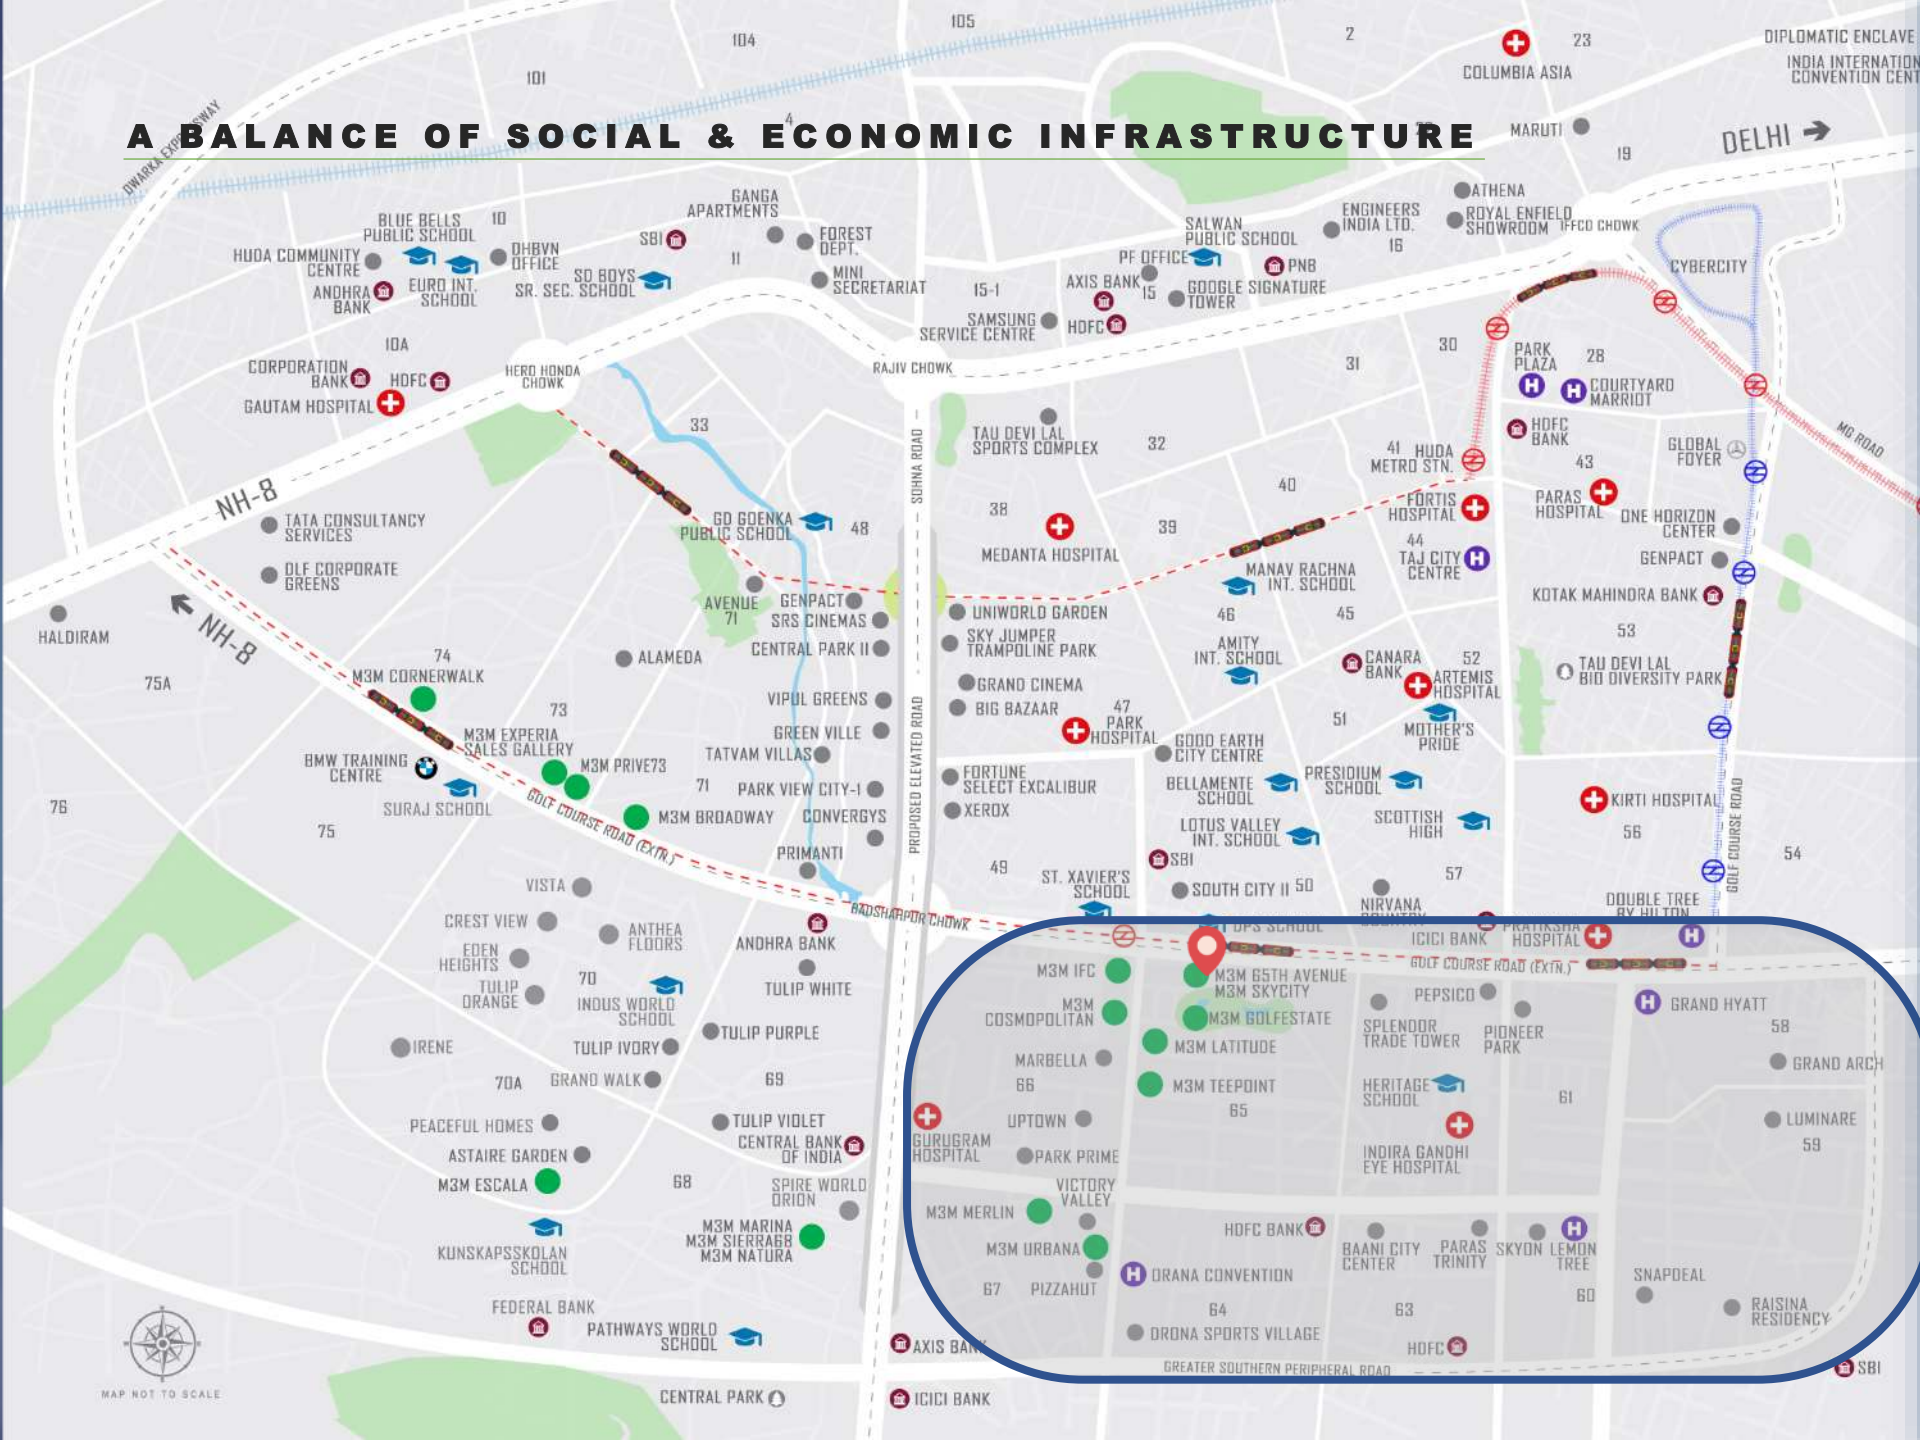 105
104
2
23
DIPLOMATIC ENCLAVE
COLUMBIA ASIA
INDIA INTERNATION
CONVENTION CENT
101
4
A BALANCE OF SOCIAL & ECONOMIC INFRASTRUCTURE
MARUTI
DELHI
DWARKA EXPRESSWAY
19
ATHENA
GANGA
APARTMENTS
ENGINEERS
INDIA LTD.
ROYAL ENFIELD
SHOWROOM
IFFCO CHOWK
BLUE BELLS
PUBLIC SCHOOL
10
SBI
FOREST
DEPT.
SALWAN
PUBLIC SCHOOL
16
HUDA COMMUNITY
CENTRE
DHBVN
OFFICE
11
PF OFFICE
PNB
CYBERCITY
SD BOYS
SR. SEC. SCHOOL
MINI
SECRETARIAT
15-1
AXIS BANK
15
GOOGLE SIGNATURE
TOWER
ANDHRA
BANK
EURO INT.
SCHOOL
SAMSUNG
SERVICE CENTRE
HDFC
10A
30
PARK
PLAZA
28
CORPORATION
BANK
HDFC
HERO HONDA
CHOWK
RAJIV CHOWK
31
COURTYARD
MARRIOT
GAUTAM HOSPITAL
33
TAU DEVI LAL
SPORTS COMPLEX
32
41
HUDA
METRO STN.
HDFC
BANK
GLOBAL
FOYER
MG ROAD
SOHNA ROAD
43
NH-8
40
38
FORTIS
HOSPITAL
PARAS
HOSPITAL
ONE HORIZON
CENTER
TATA CONSULTANCY
SERVICES
GD GOENKA
PUBLIC SCHOOL
48
MEDANTA HOSPITAL
39
44
TAJ CITY
CENTRE
GENPACT
DLF CORPORATE
GREENS
MANAV RACHNA
INT. SCHOOL
KOTAK MAHINDRA BANK
HALDIRAM
NH-8
AVENUE
71
GENPACT
SRS CINEMAS
UNIWORLD GARDEN
46
45
53
CENTRAL PARK II
SKY JUMPER
TRAMPOLINE PARK
AMITY
INT. SCHOOL
74
ALAMEDA
CANARA
BANK
52
TAU DEVI LAL
BIO DIVERSITY PARK
75A
M3M CORNERWALK
GRAND CINEMA
ARTEMIS
HOSPITAL
73
VIPUL GREENS
BIG BAZAAR
47
51
M3M EXPERIA
SALES GALLERY
GREEN VILLE
PARK
HOSPITAL
GOOD EARTH
CITY CENTRE
MOTHER'S
PRIDE
BMW TRAINING
CENTRE
M3M PRIVE73
TATVAM VILLAS
FORTUNE
SELECT EXCALIBUR
BELLAMENTE
SCHOOL
PRESIDIUM
SCHOOL
76
SURAJ SCHOOL
71
PARK VIEW CITY-1
KIRTI HOSPITAL
75
GOLF COURSE ROAD (EXTN.)
M3M BROADWAY
CONVERGYS
PROPOSED ELEVATED ROAD
XEROX
LOTUS VALLEY
INT. SCHOOL
SCOTTISH
HIGH
56
GOLF COURSE ROAD
54
PRIMANTI
49
SBI
57
VISTA
ST. XAVIER'S
SCHOOL
SOUTH CITY II
50
NIRVANA
COUNTRY
DOUBLE TREE
BY HILTON
CREST VIEW
ANTHEA
FLOORS
ANDHRA BANK
BADSHAHPUR CHOWK
DPS SCHOOL
ICICI BANK
PRATIKSHA
HOSPITAL
EDEN
HEIGHTS
70
M3M IFC
M3M 65TH AVENUE
M3M SKYCITY
GOLF COURSE ROAD (EXTN.)
TULIP
ORANGE
INDUS WORLD
SCHOOL
TULIP WHITE
M3M
COSMOPOLITAN
M3M GOLFESTATE
PEPSICO
GRAND HYATT
TULIP PURPLE
SPLENDOR
TRADE TOWER
PIONEER
PARK
58
IRENE
TULIP IVORY
MARBELLA
M3M LATITUDE
GRAND ARCH
70A
GRAND WALK
69
66
M3M TEEPOINT
65
HERITAGE
SCHOOL
61
PEACEFUL HOMES
TULIP VIOLET
UPTOWN
LUMINARE
59
CENTRAL BANK
OF INDIA
GURUGRAM
HOSPITAL
PARK PRIME
INDIRA GANDHI
EYE HOSPITAL
ASTAIRE GARDEN
M3M ESCALA
68
SPIRE WORLD
ORION
VICTORY
VALLEY
M3M MERLIN
M3M MARINA
M3M SIERRA68
M3M NATURA
HDFC BANK
KUNSKAPSSKOLAN
SCHOOL
M3M URBANA
BAANI CITY
CENTER
PARAS
TRINITY
SKYON
LEMON
TREE
ORANA CONVENTION
SNAPDEAL
67
PIZZAHUT
60
FEDERAL BANK
64
63
RAISINA
RESIDENCY
PATHWAYS WORLD
SCHOOL
AXIS BANK
DRONA SPORTS VILLAGE
HDFC
GREATER SOUTHERN PERIPHERAL ROAD
SBI
MAP NOT TO SCALE
CENTRAL PARK
ICICI BANK